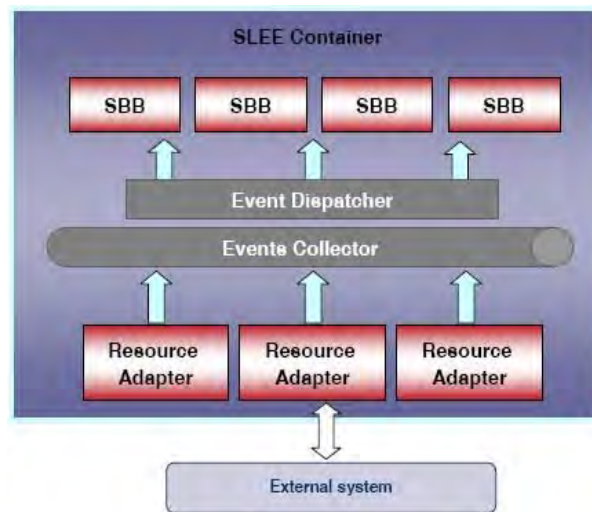 SLEE Container
SBB
SBB
SBB
SBB
Event Dispatcher
Events Collector
Resource
Adapter
Resource
Adapter
Resource
Adapter
External system